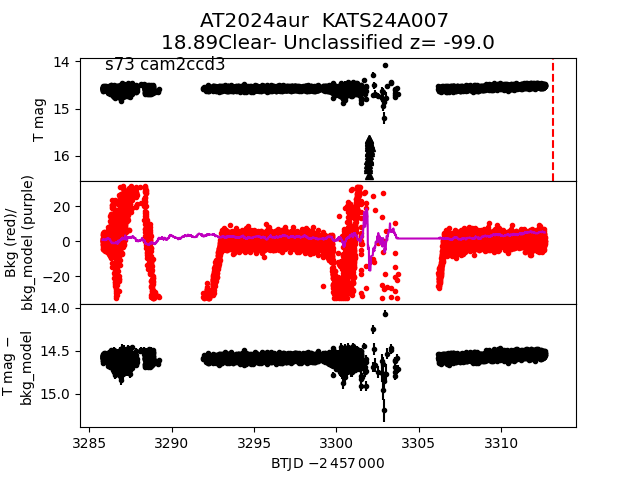 AT2024aur  KATS24A007
18.89Clear- Unclassified z= -99.0
s73 cam2ccd3
14
15
16
T mag
20
0
−20
Bkg (red)/
bkg_model (purple)
14.0
14.5
15.0
T mag −
bkg_model
3285
3290
3295
3300
3305
3310
BTJD −2 457 000